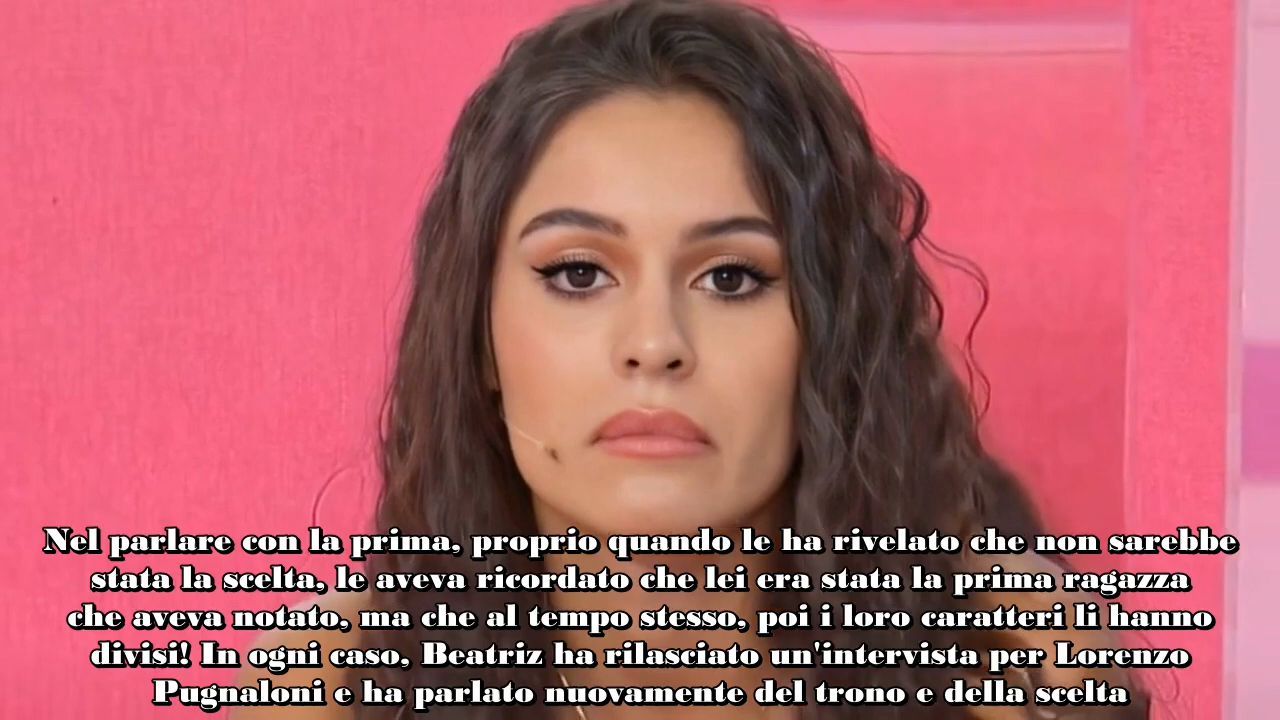 Nel parlare con la prima, proprio quando le ha rivelato che non sarebbe
stata la scelta, le aveva ricordato che lei era stata la prima ragazza
che aveva notato, ma che al tempo stesso, poi i loro caratteri li hanno
divisi! In ogni caso, Beatriz ha rilasciato un'intervista per Lorenzo
Pugnaloni e ha parlato nuovamente del trono e della scelta